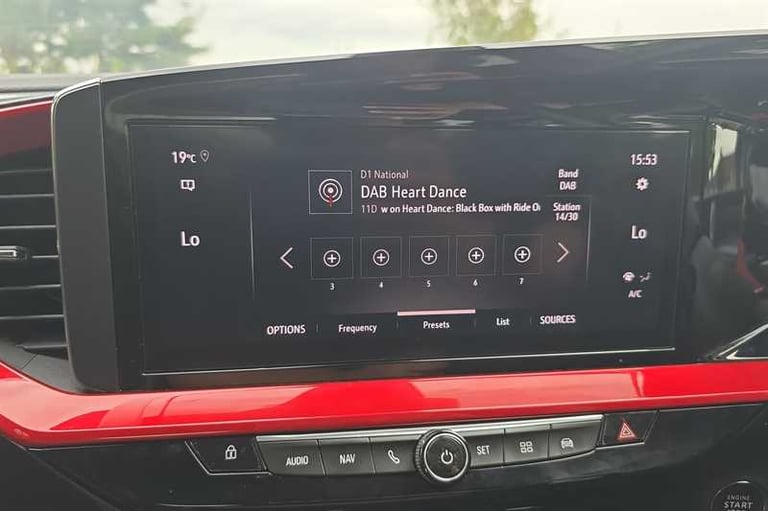 19°C
15:53
D1 National
DAB Heart Dance
11D w on Heart Dance: Black Box with Ride O
Band
DAB
Station
14/30
Lo
Lo
3 4 5 6 7
A/C
OPTIONS Frequency Presets List SOURCES
AUDIO NAV SET
ENGINE
START